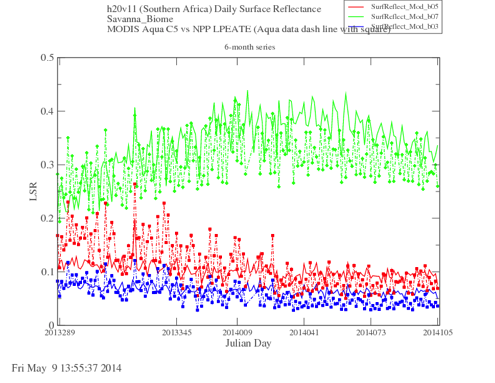 h20v11 (Southern Africa) Daily Surface Reflectance
Savanna_Biome
MODIS Aqua C5 vs NPP LPEATE (Aqua data dash line with square)
SurfReflect_Mod_b05
SurfReflect_Mod_b07
SurfReflect_Mod_b03
6-month series
0.5
0.4
0.3
0.2
0.1
0
LSR
2013289
2013345
2014009
2014041
2014073
2014105
Julian Day
Fri May 9 13:55:37 2014